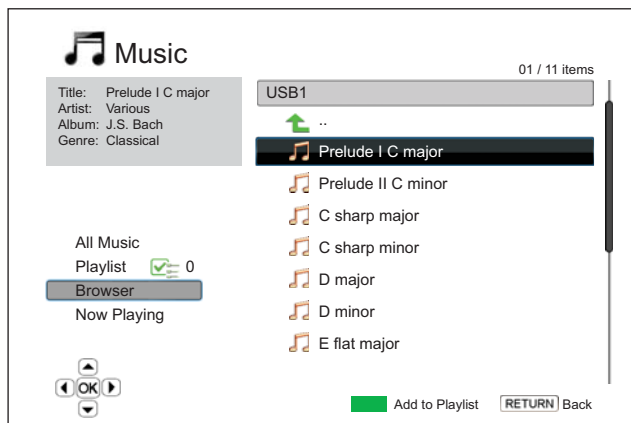 Music
01 / 11 items
Title: Prelude I C major
Artist: Various
Album: J.S. Bach
Genre: Classical
USB1
..
Prelude I C major
Prelude II C minor
C sharp major
C sharp minor
D major
D minor
E flat major
All Music
Playlist 0
Browser
Now Playing
OK
Add to Playlist RETURN Back